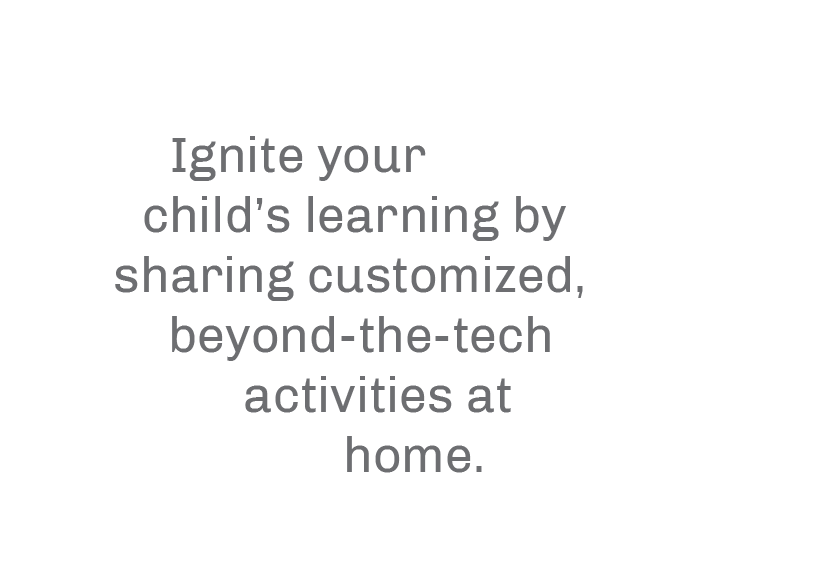 Ignite your
child’s learning by
sharing customized,
beyond-the-tech
activities at
home.